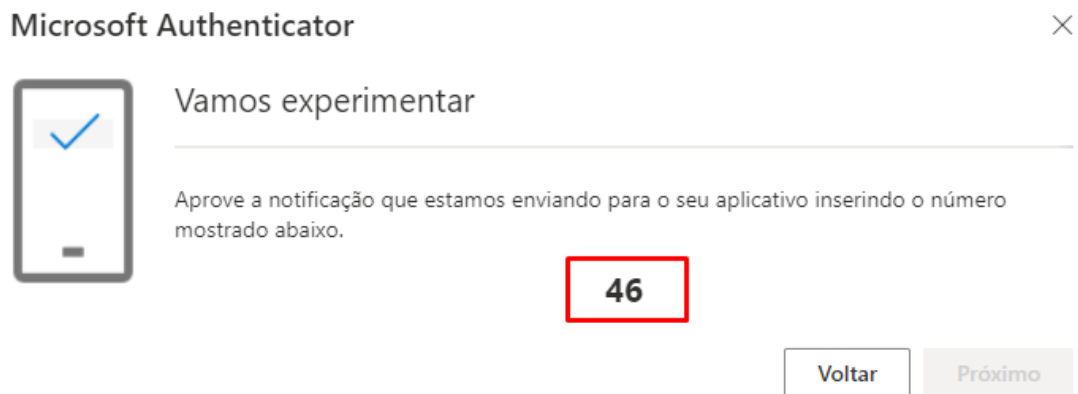 Microsoft Authenticator
Vamos experimentar
Aprove a notificação que estamos enviando para o seu aplicativo inserindo o número
mostrado abaixo.
46
Voltar
Próximo